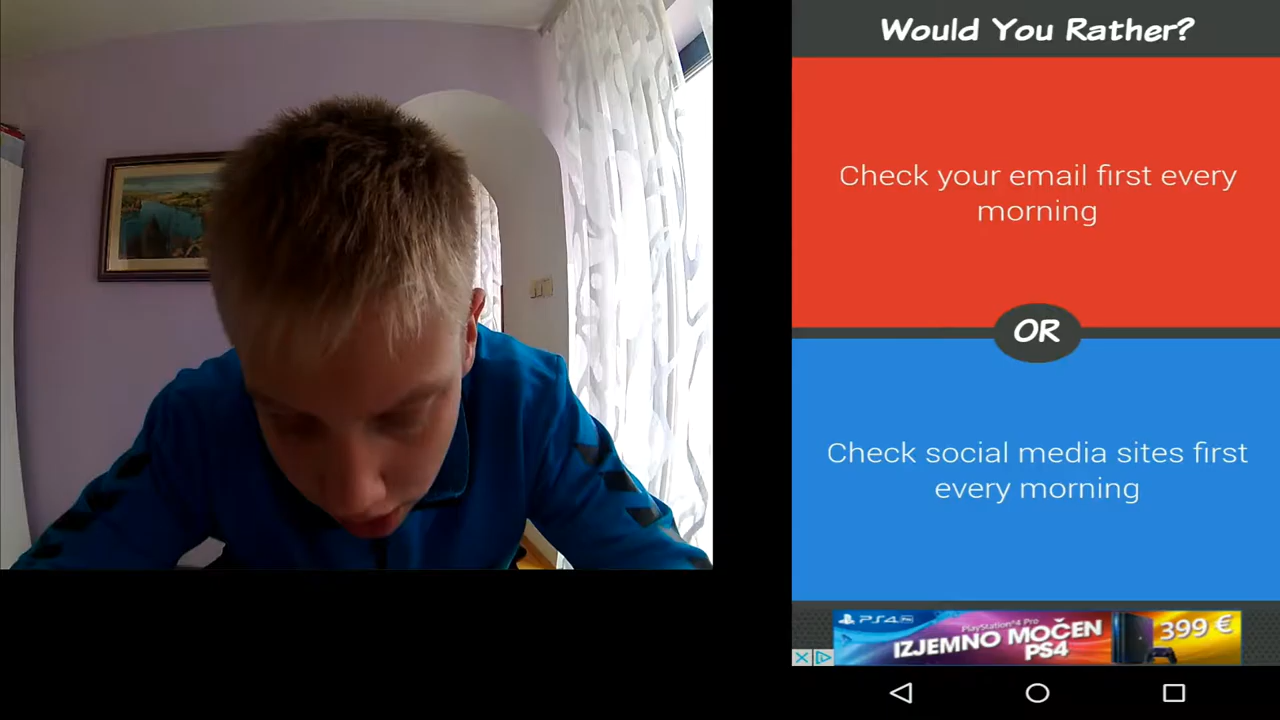 Would You Rather?
Check your email first every
morning
OR
Check social media sites first
every morning
PS4 Pro
PlayStation®4 Pro
IZJEMNO MOČEN
PS4
399 €